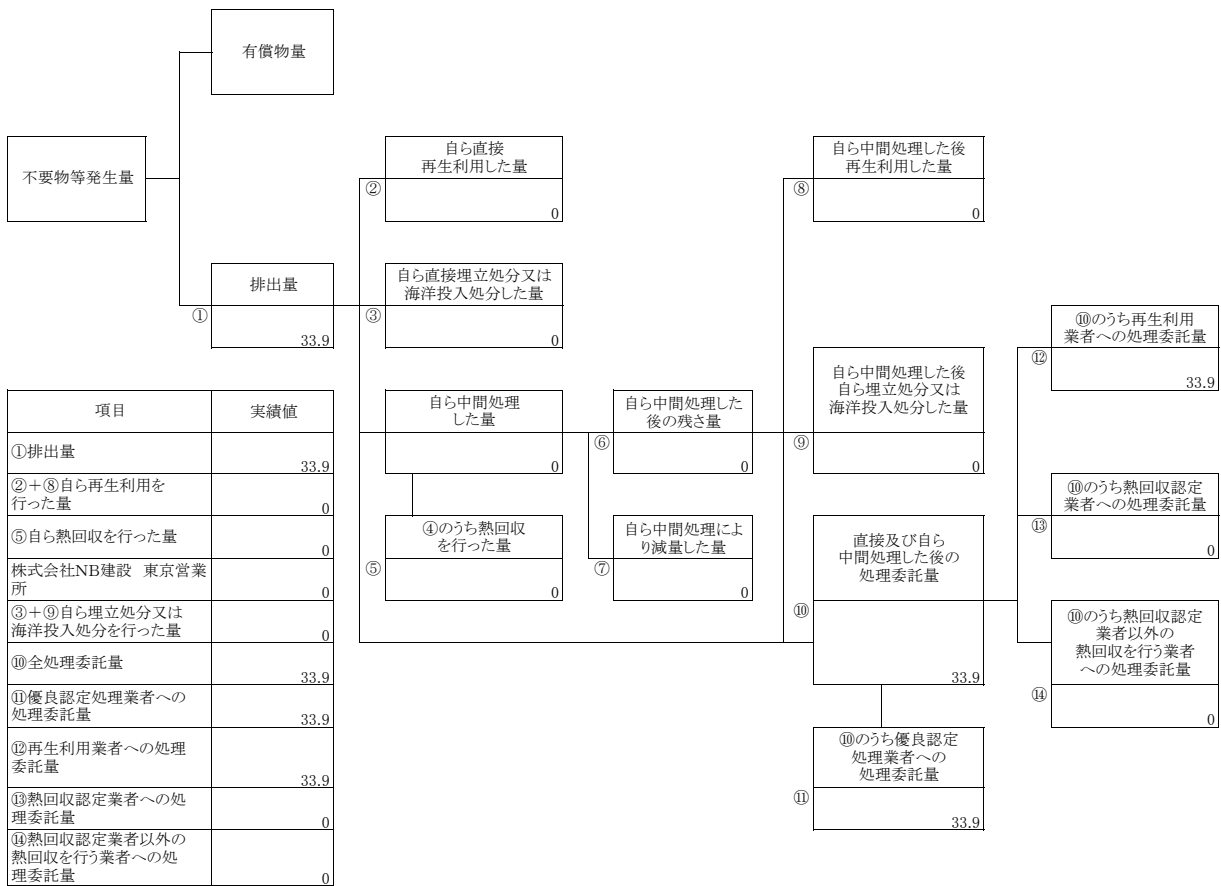 有償物量
不要物等発生量
自ら直接
再生利用した量
②
0
自ら中間処理した後
再生利用した量
⑧
0
排出量
①
33.9
自ら直接埋立処分又は
海洋投入処分した量
③
0
⑩のうち再生利用
業者への処理委託量
⑫
33.9
自ら中間処理
した量
0
自ら中間処理した
後の残さ量
⑥
0
自ら中間処理した後
自ら埋立処分又は
海洋投入処分した量
⑨
0
⑩のうち熱回収認定
業者への処理委託量
⑬
0
④のうち熱回収
を行った量
⑤
0
自ら中間処理によ
り減量した量
⑦
0
直接及び自ら
中間処理した後の
処理委託量
⑩
33.9
⑩のうち熱回収認定
業者以外の
熱回収を行う業者
への処理委託量
⑭
0
⑩のうち優良認定
処理業者への
処理委託量
⑪
33.9
項目 実績値
①排出量
33.9
②＋⑧自ら再生利用を
行った量
0
⑤自ら熱回収を行った量
0
株式会社NB建設　東京営業
所
0
③＋⑨自ら埋立処分又は
海洋投入処分を行った量
0
⑩全処理委託量
33.9
⑪優良認定処理業者への
処理委託量
33.9
⑫再生利用業者への処理
委託量
33.9
⑬熱回収認定業者への処
理委託量
0
⑭熱回収認定業者以外の
熱回収を行う業者への処
理委託量
0